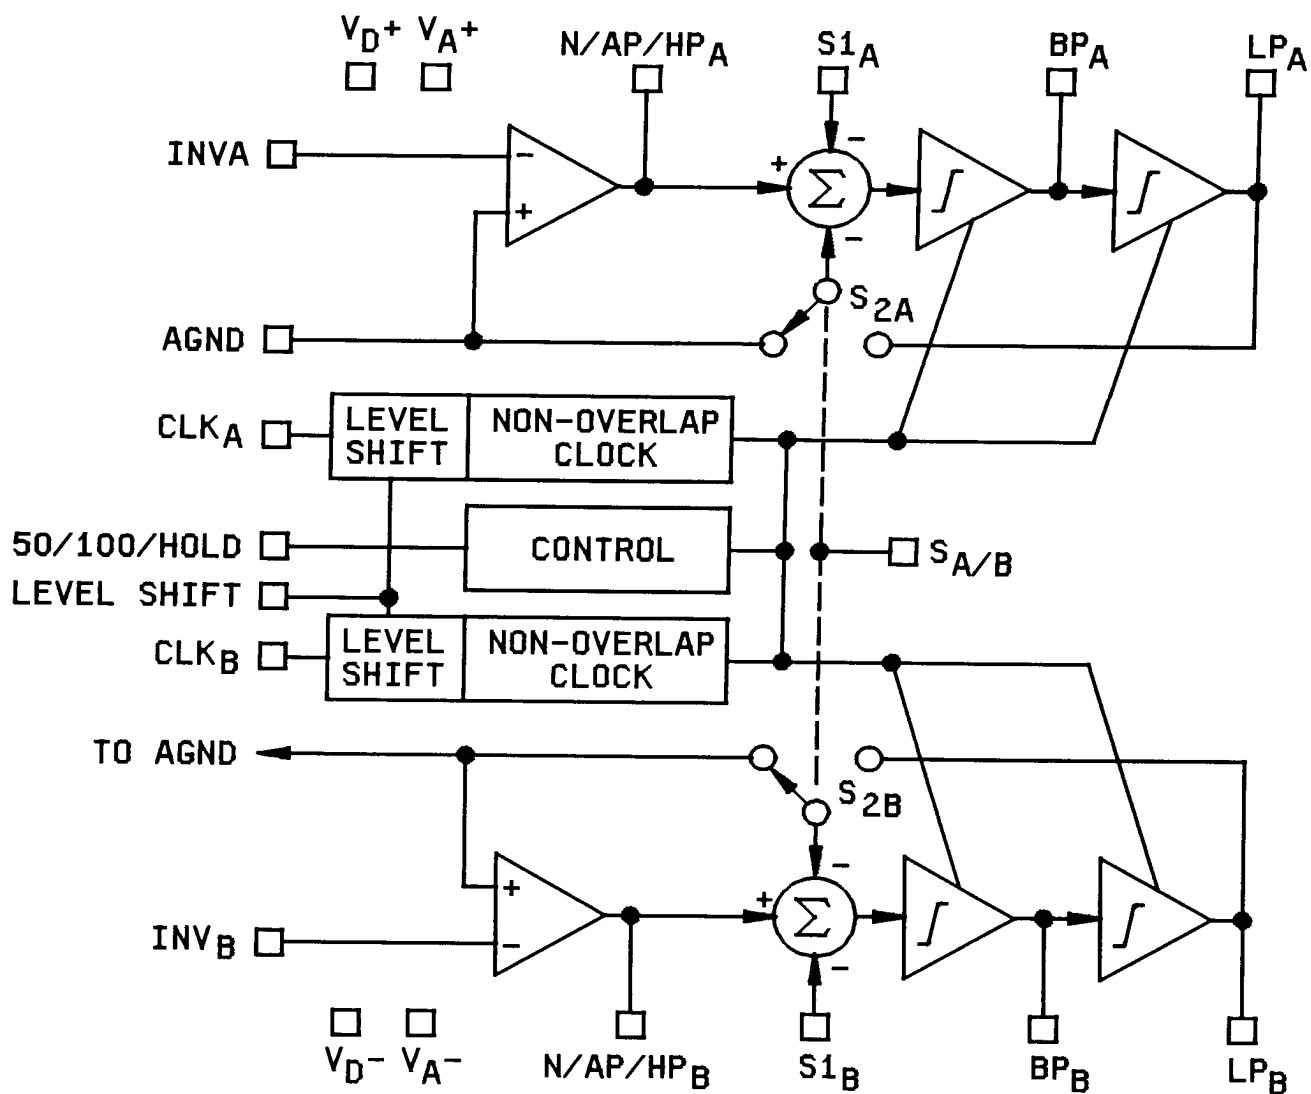 VD+ VA+
N/AP/HPA
S1A
BPA
LPA
INVA
-
+
+
-
Σ
-
∫
∫
AGND
S2A
CLKA
LEVEL
SHIFT
NON-OVERLAP
CLOCK
50/100/HOLD
CONTROL
SA/B
LEVEL SHIFT
CLKB
LEVEL
SHIFT
NON-OVERLAP
CLOCK
TO AGND
S2B
INVB
+
-
+
-
Σ
-
∫
∫
VD- VA-
N/AP/HPB
S1B
BPB
LPB